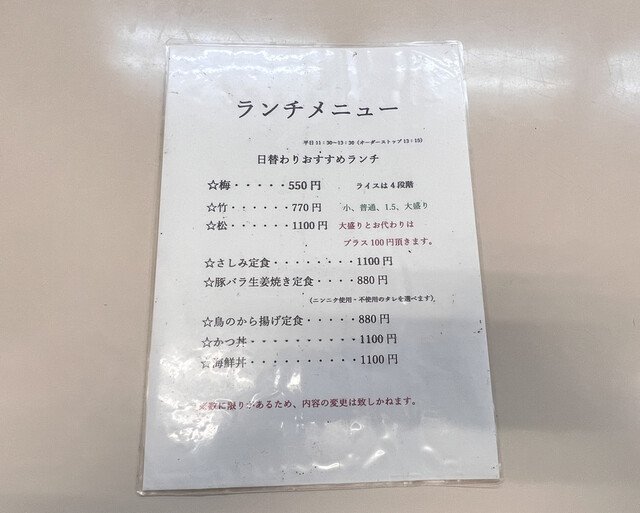 ランチメニュー
平日11：30～13：30（オーダーストップ13：15）
日替わりおすすめランチ
☆梅・・・・・550円　ライスは4段階
☆竹・・・・・・770円　小、普通、1.5、大盛り
☆松・・・・・・1100円　大盛りとお代わりは
プラス100円頂きます。
☆さしみ定食・・・・・・・・1100円
☆豚バラ生姜焼き定食・・・・880円
（ニンニク使用・不使用のタレを選べます）
☆鳥のから揚げ定食・・・・・880円
☆かつ丼・・・・・・・・・・1100円
☆海鮮丼・・・・・・・・・・1100円
※数に限りがあるため、内容の変更は致しかねます。